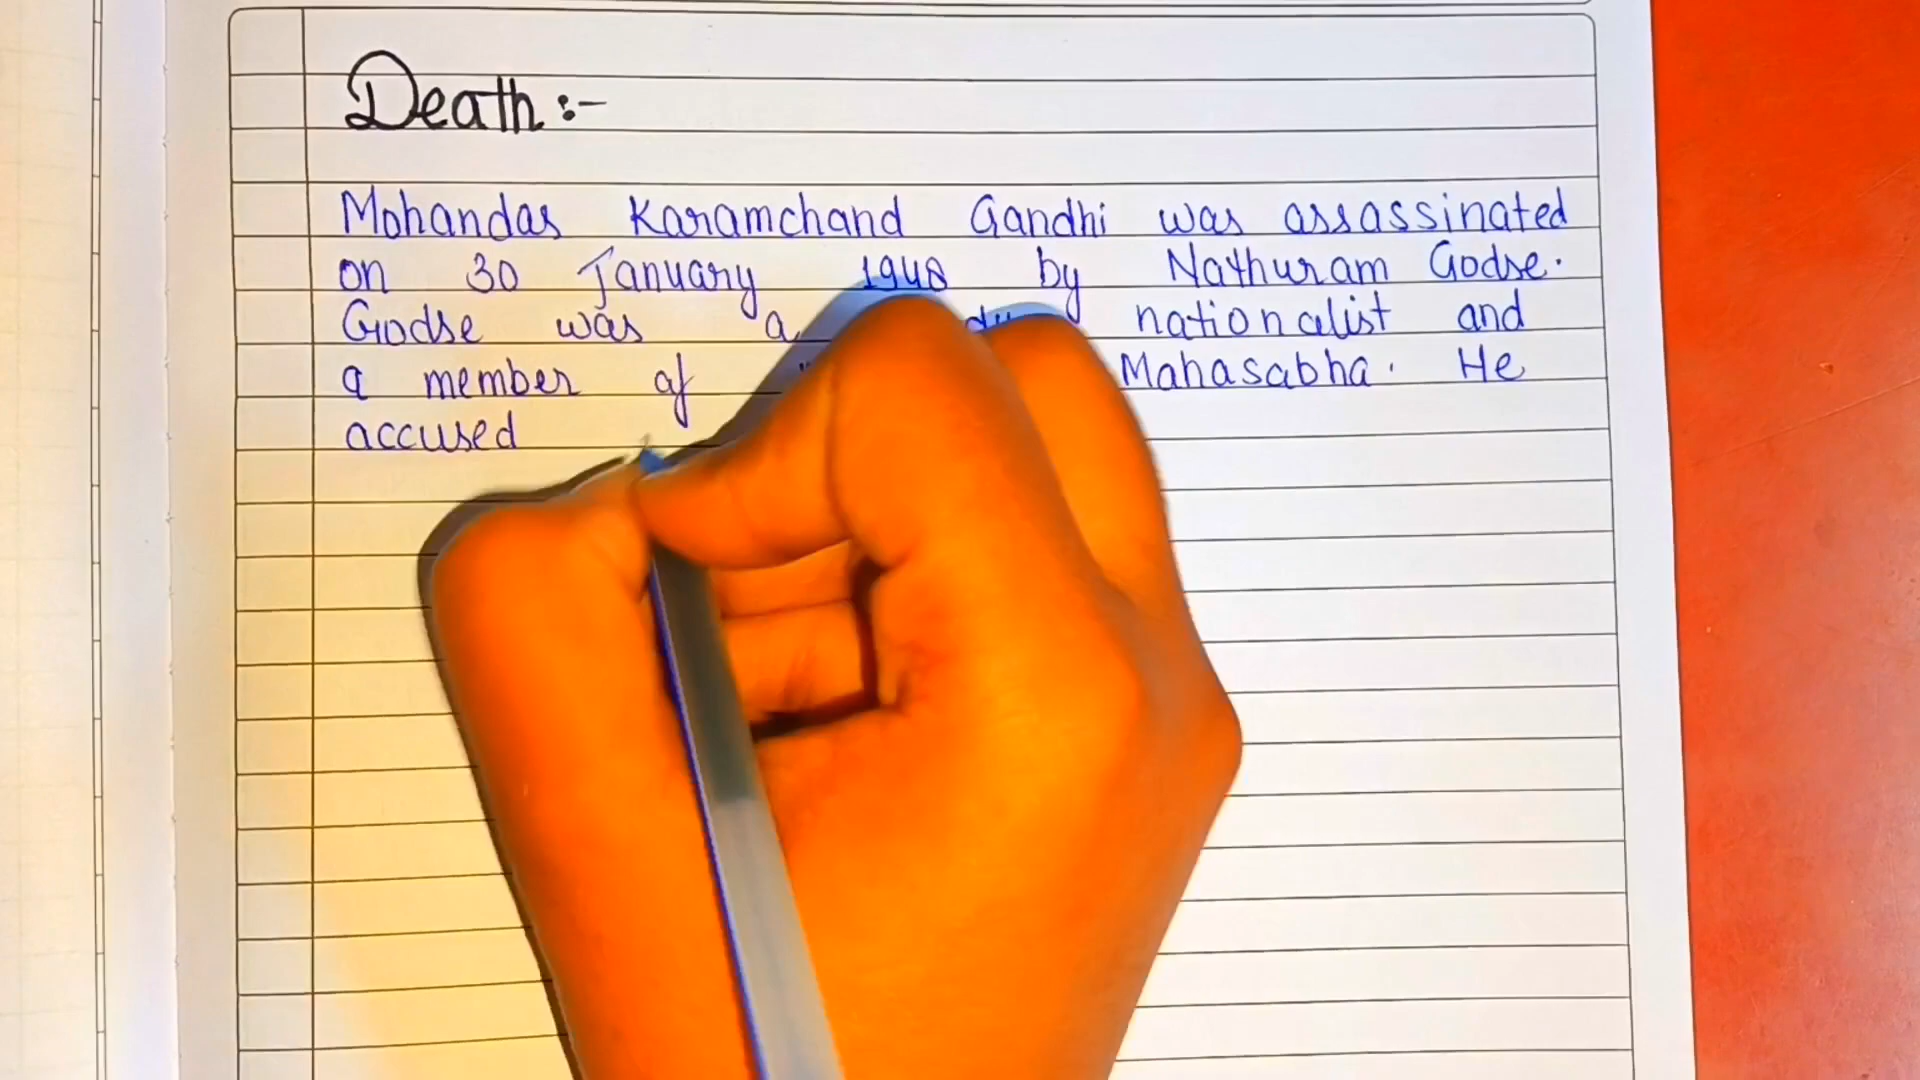 Death :-
Mohandas Karamchand Gandhi was assassinated
on 30 January 1948 by Nathuram Godse.
Godse was a nationalist and
a member of Mahasabha. He
accused